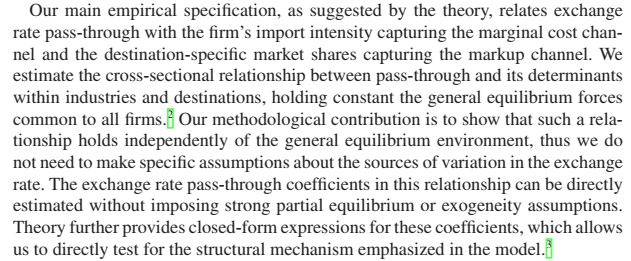 Our main empirical specification, as suggested by the theory, relates exchange
rate pass-through with the firm's import intensity capturing the marginal cost chan-
nel and the destination-specific market shares capturing the markup channel. We
estimate the cross-sectional relationship between pass-through and its determinants
within industries and destinations, holding constant the general equilibrium forces
common to all firms.2 Our methodological contribution is to show that such a rela-
tionship holds independently of the general equilibrium environment, thus we do
not need to make specific assumptions about the sources of variation in the exchange
rate. The exchange rate pass-through coefficients in this relationship can be directly
estimated without imposing strong partial equilibrium or exogeneity assumptions.
Theory further provides closed-form expressions for these coefficients, which allows
us to directly test for the structural mechanism emphasized in the model.3